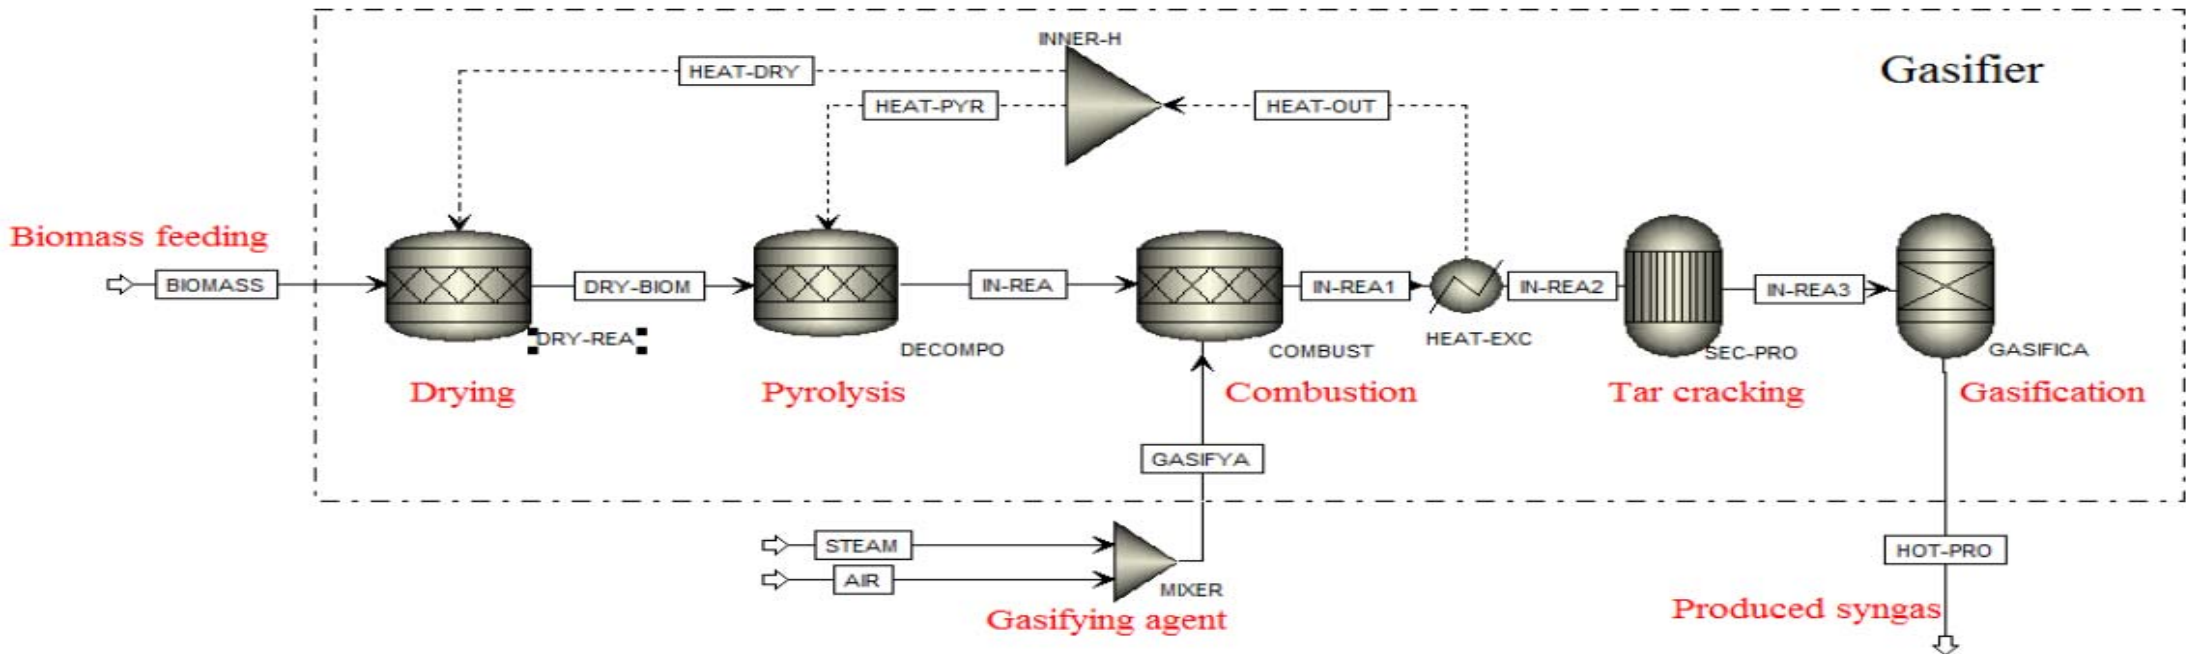 INNER-H
Gasifier
HEAT-DRY
HEAT-PYR
HEAT-OUT
Biomass feeding
BIOMASS
DRY-BIOM
IN-REA
IN-REA1
IN-REA2
IN-REA3
DRY-REA
DECOMPO
COMBUST
HEAT-EXC
SEC-PRO
GASIFICA
Drying
Pyrolysis
Combustion
Tar cracking
Gasification
GASIFYA
STEAM
AIR
MIXER
Gasifying agent
HOT-PRO
Produced syngas